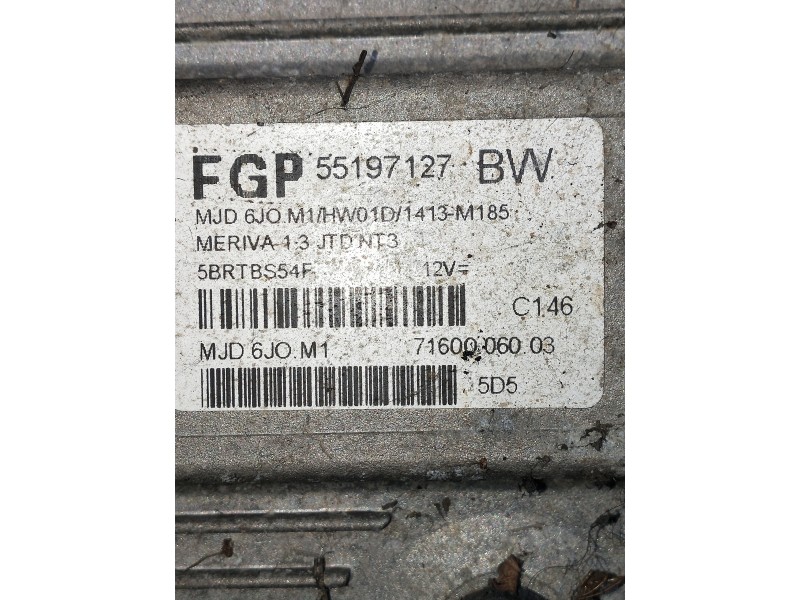 FGP 55197127 BW
MJD 6JO.M1/HW01D/1413-M185
MERIVA 1.3 JTD NT3
5BRTBS54F 12V=
C146
MJD 6JO.M1 71600.060.03
5D5